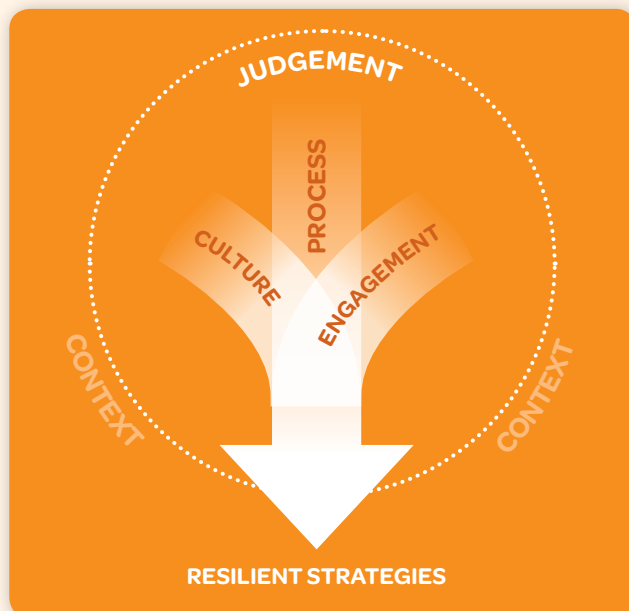 JUDGEMENT
PROCESS
CULTURE
ENGAGEMENT
CONTEXT
CONTEXT
RESILIENT STRATEGIES